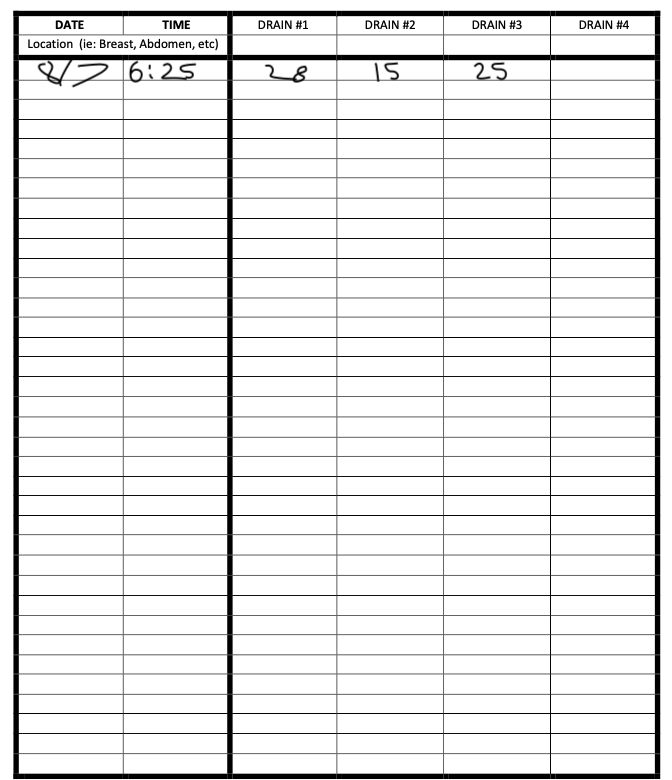 DATE TIME DRAIN #1 DRAIN #2 DRAIN #3 DRAIN #4
Location (ie: Breast, Abdomen, etc)
8/7 6:25 28 15 25